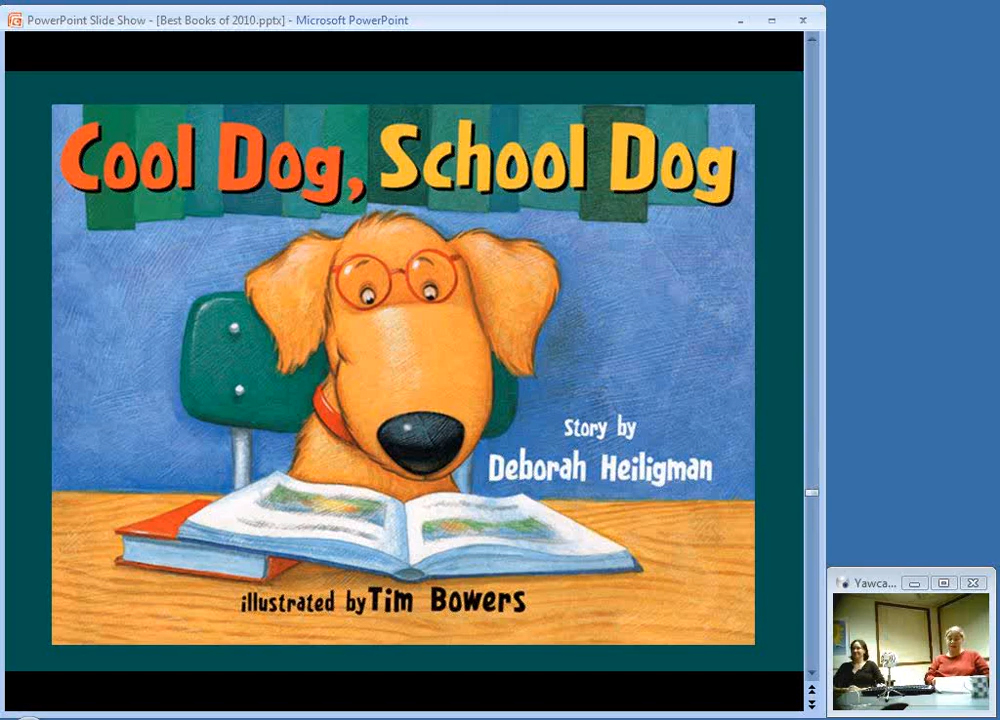 PowerPoint Slide Show - [Best Books of 2010.pptx] - Microsoft PowerPoint
Cool Dog, School Dog
Story by
Deborah Heiligman
illustrated by Tim Bowers
Yawca...